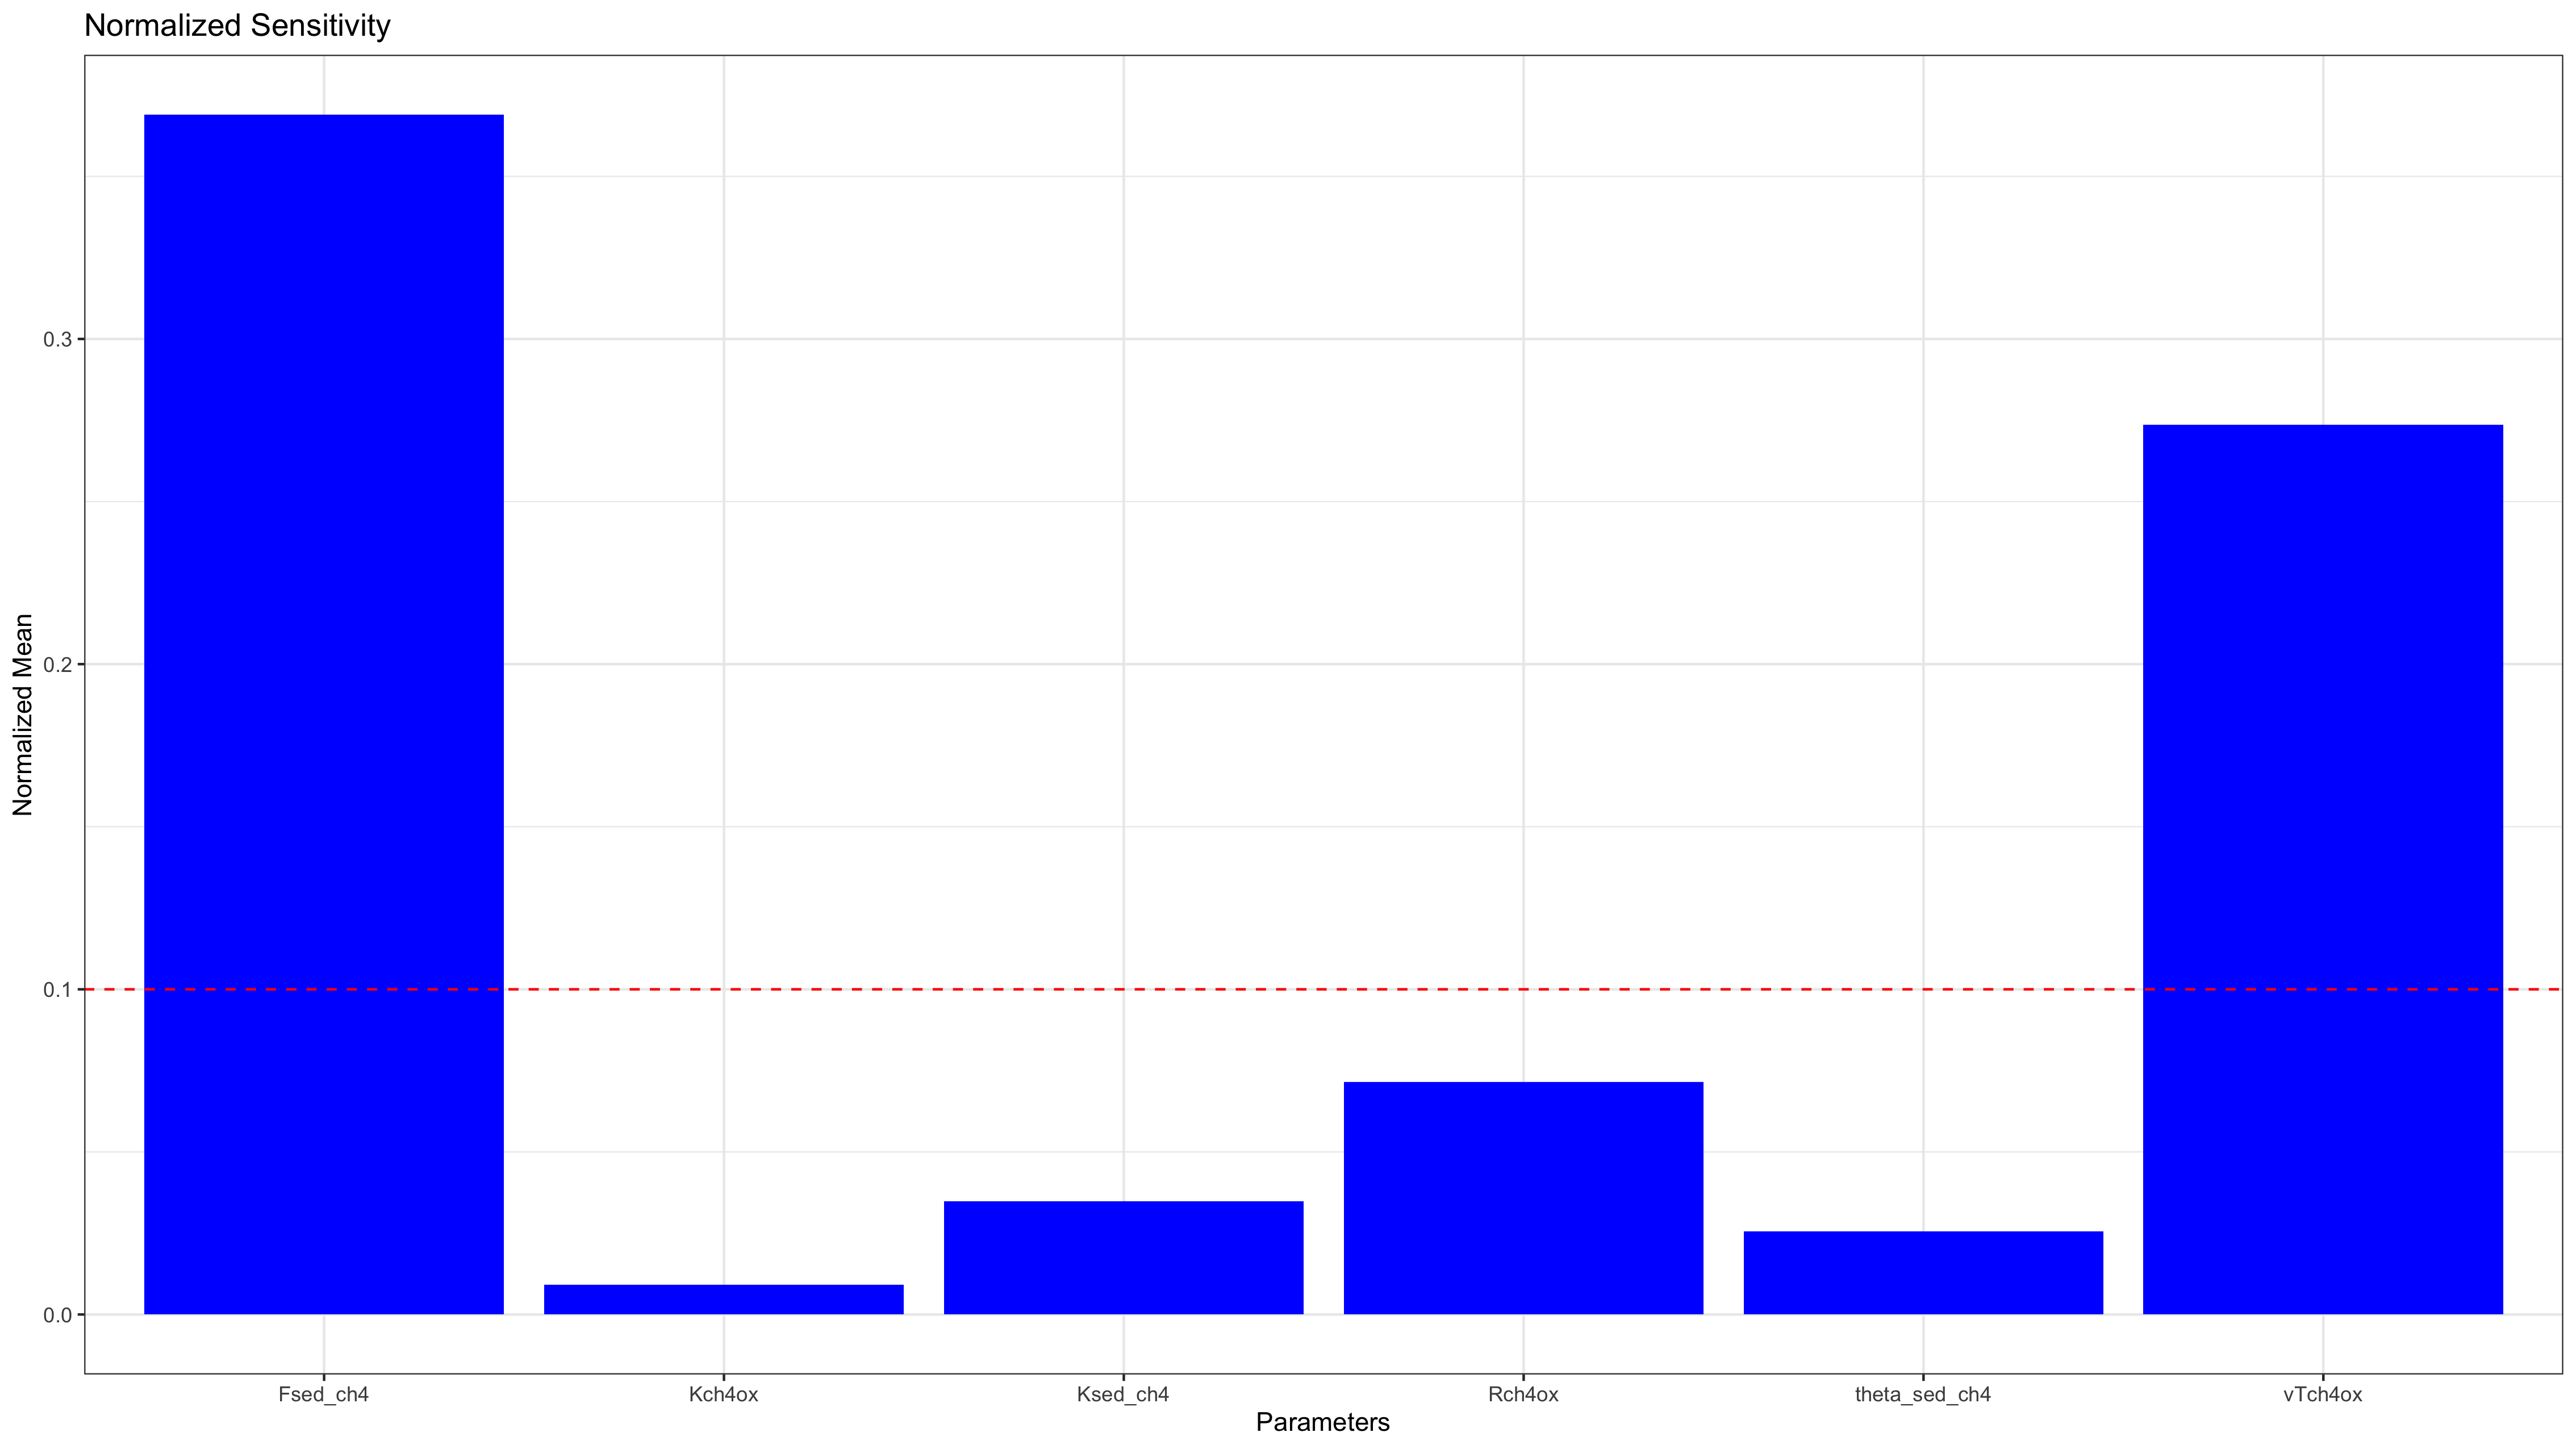 Normalized Sensitivity
Normalized Mean
0.3
0.2
0.1
0.0
Fsed_ch4 Kch4ox Ksed_ch4 Rch4ox theta_sed_ch4 vTch4ox
Parameters